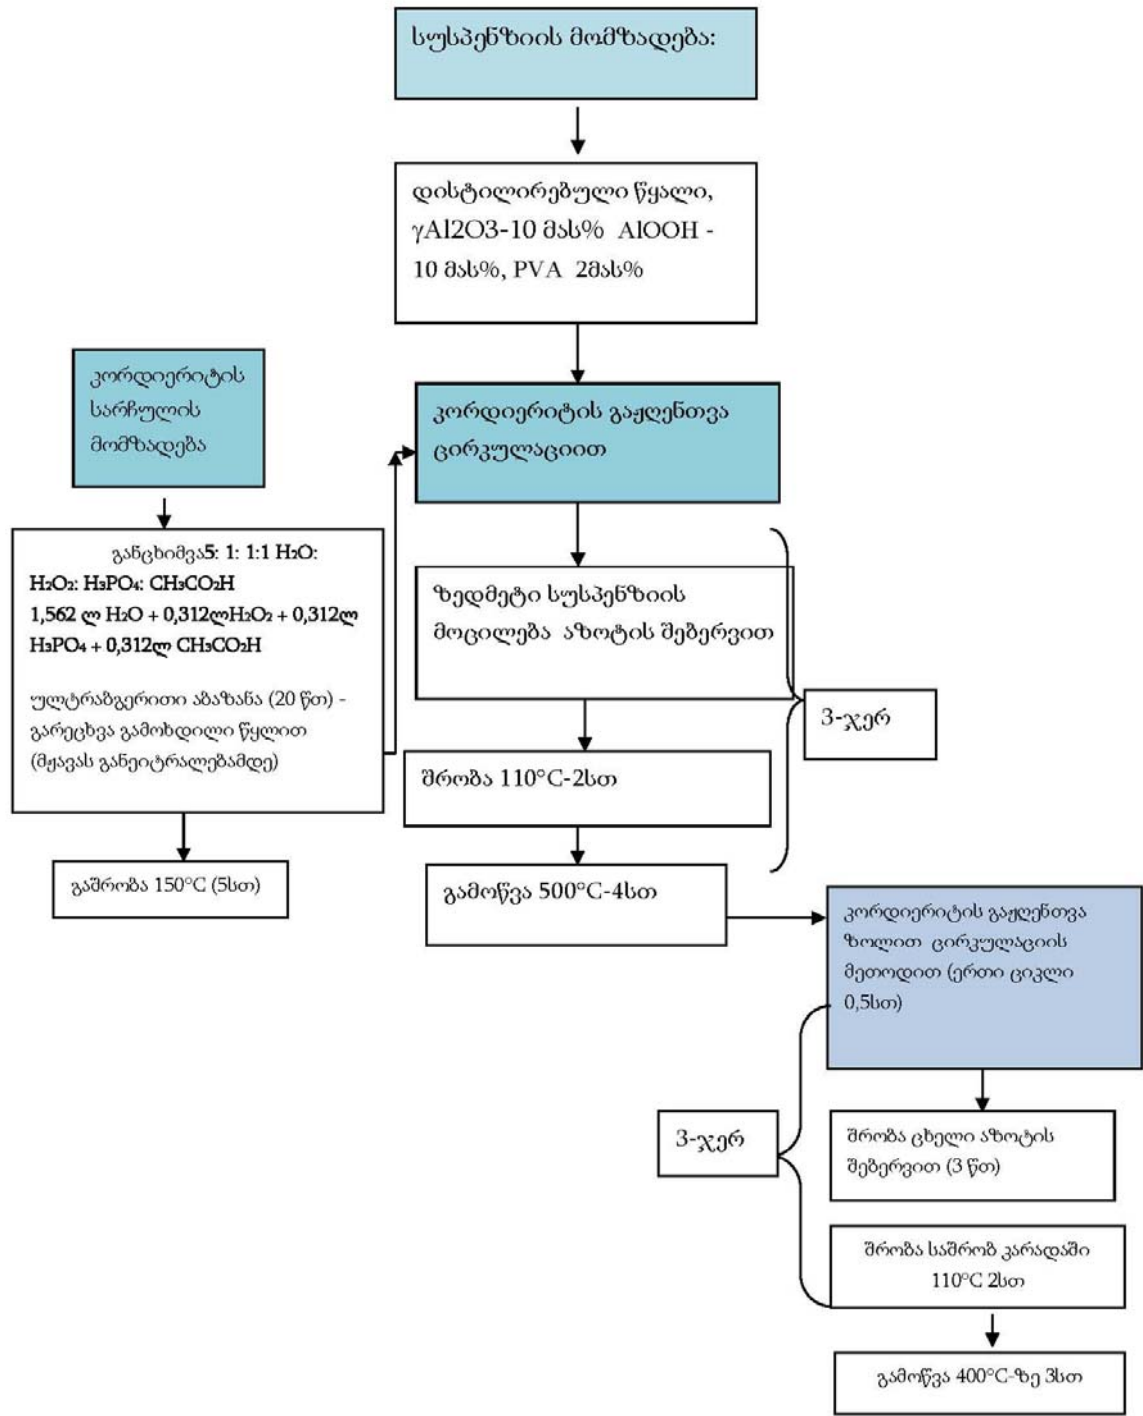 სუსპენზიის მომზადება:
დისტილირებული წყალი,
γAl2O3-10 მას% AlOOH -
10 მას%, PVA 2მას%
კორდიერიტის
სარჩულის
მომზადება
განცხიმვა5: 1: 1:1 H₂O:
H₂O₂: H₃PO₄: CH₃CO₂H
1,562 ლ H₂O + 0,312ლH₂O₂ + 0,312ლ
H₃PO₄ + 0,312ლ CH₃CO₂H
ულტრაბგერითი აბაზანა (20 წთ) -
გარეცხვა გამოხდილი წყლით
(მჟავას განეიტრალებამდე)
გაშრობა 150°C (5სთ)
კორდიერიტის გაჟღენთვა
ცირკულაციით
ზედმეტი სუსპენზიის
მოცილება აზოტის შებერვით
შრობა 110°C-2სთ
გამოწვა 500°C-4სთ
3-ჯერ
კორდიერიტის გაჟღენთვა
ზოლით ცირკულაციის
მეთოდით (ერთი ციკლი
0,5სთ)
3-ჯერ
შრობა ცხელი აზოტის
შებერვით (3 წთ)
შრობა საშრობ კარადაში
110°C 2სთ
გამოწვა 400°C-ზე 3სთ